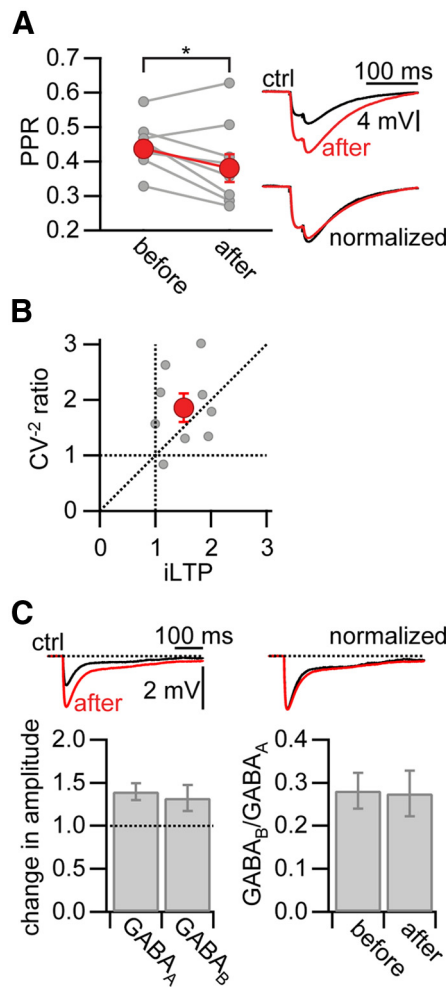 A
*
0.7
0.6
0.5
0.4
0.3
0.2
PPR
before
after
ctrl
100 ms
4 mV
after
normalized
B
3
2
1
0
CV-2 ratio
0 1 2 3
iLTP
C
ctrl
100 ms
after
2 mV
normalized
2.0
1.5
1.0
0.5
0.0
change in amplitude
GABAA
GABAB
0.4
0.3
0.2
0.1
0.0
GABAB/GABAA
before
after